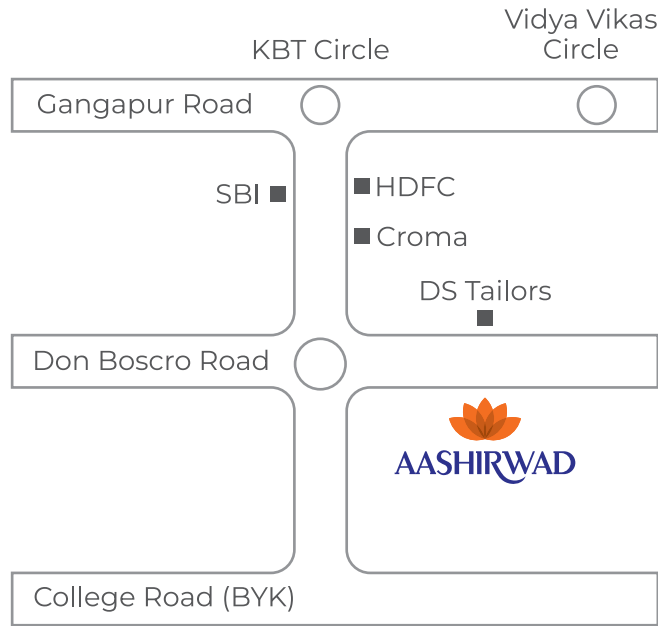 Vidya Vikas
Circle
KBT Circle
Gangapur Road
SBI
HDFC
Croma
DS Tailors
Don Boscro Road
AASHIRWAD
College Road (BYK)